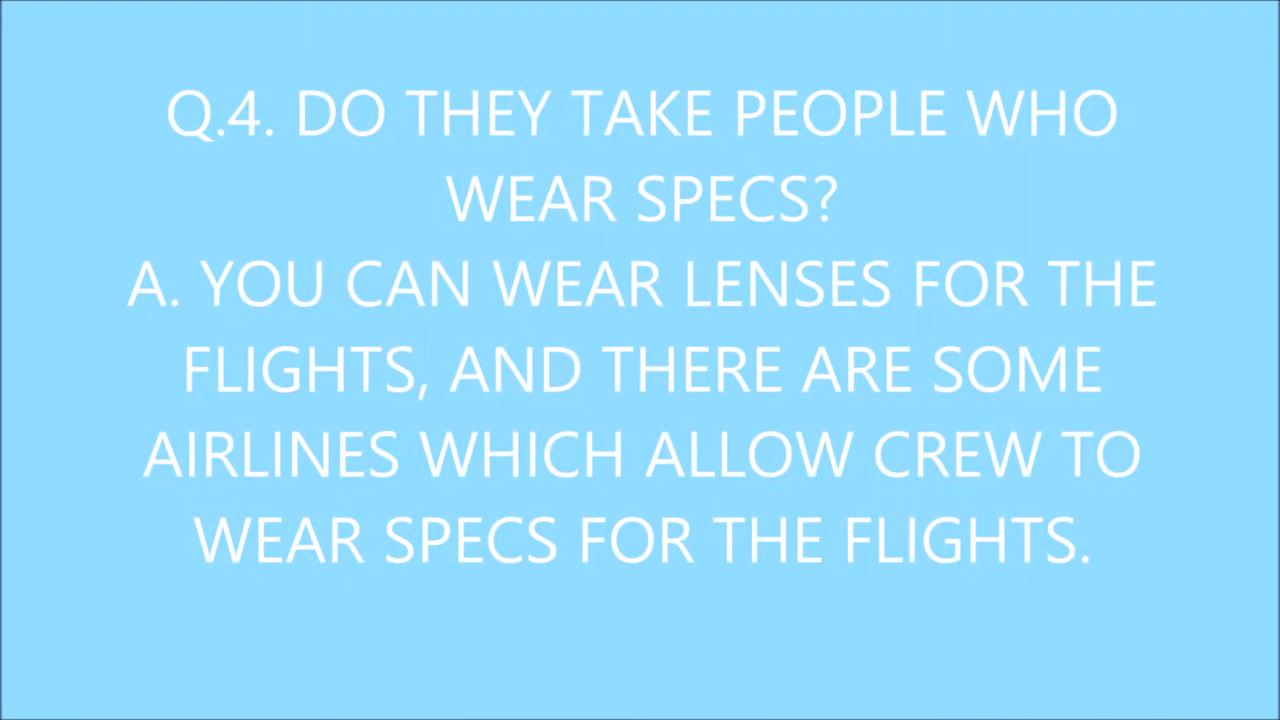 Q.4. DO THEY TAKE PEOPLE WHO
WEAR SPECS?
A. YOU CAN WEAR LENSES FOR THE
FLIGHTS, AND THERE ARE SOME
AIRLINES WHICH ALLOW CREW TO
WEAR SPECS FOR THE FLIGHTS.